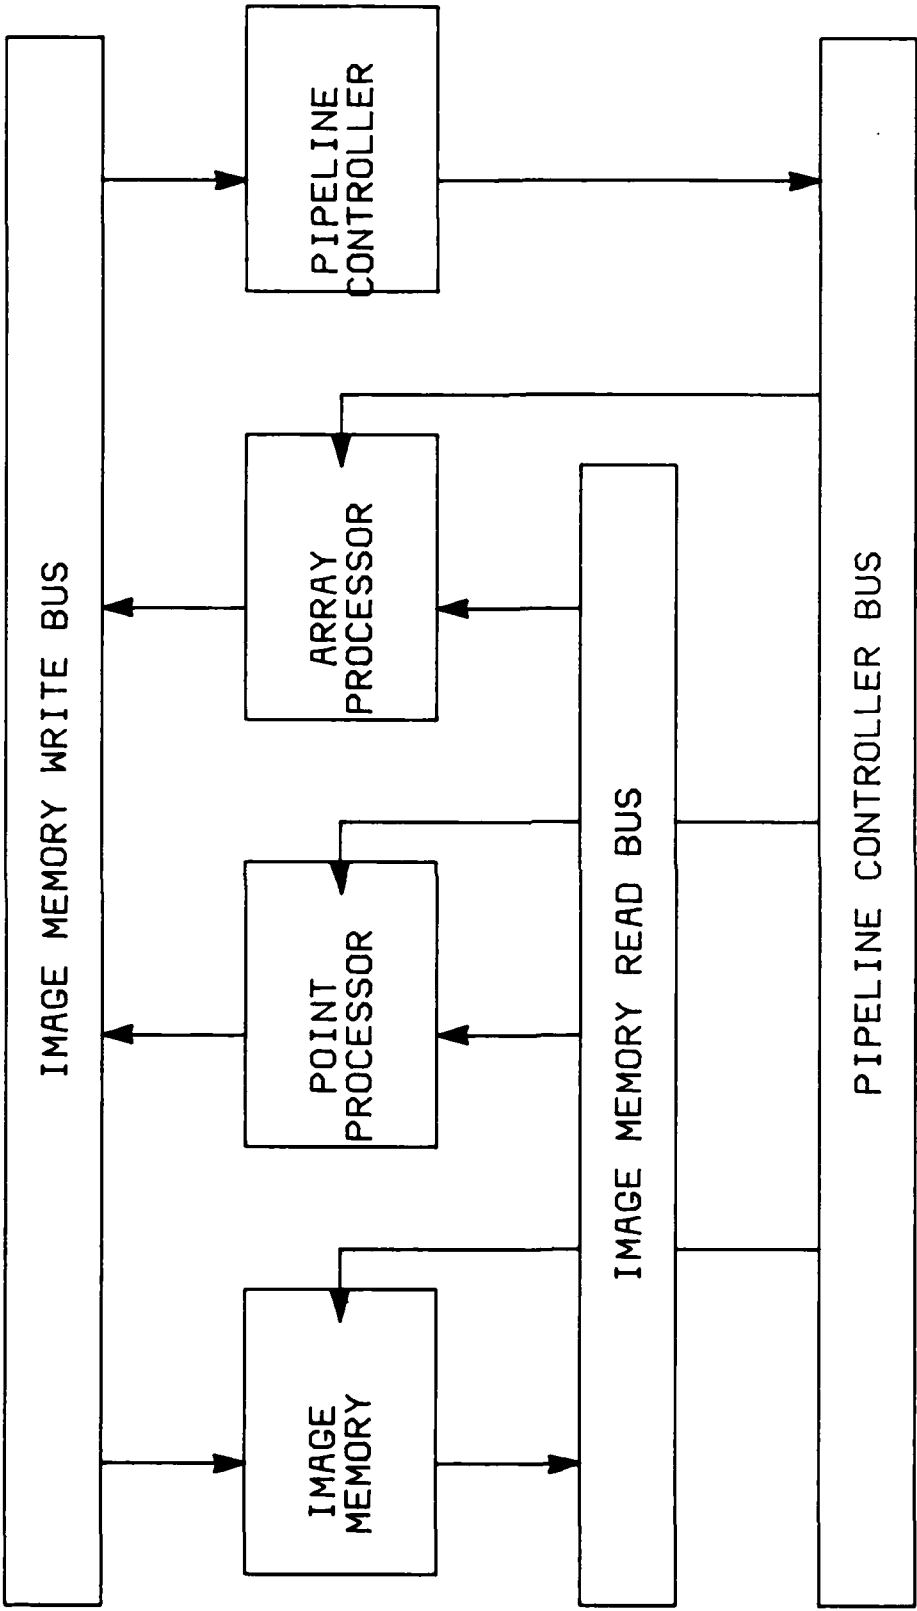 IMAGE MEMORY WRITE BUS
IMAGE
MEMORY
POINT
PROCESSOR
ARRAY
PROCESSOR
PIPELINE
CONTROLLER
IMAGE MEMORY READ BUS
PIPELINE CONTROLLER BUS